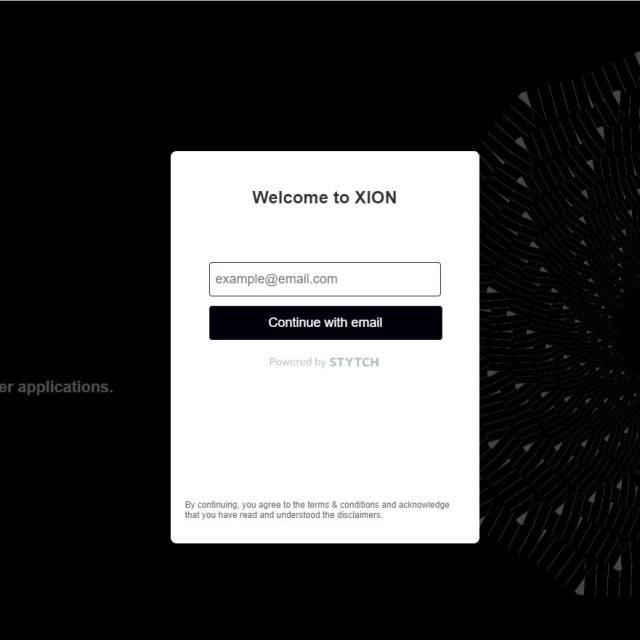 Welcome to XION
example@email.com
Continue with email
Powered by STYTCH
er applications.
By continuing, you agree to the terms & conditions and acknowledge
that you have read and understood the disclaimers.